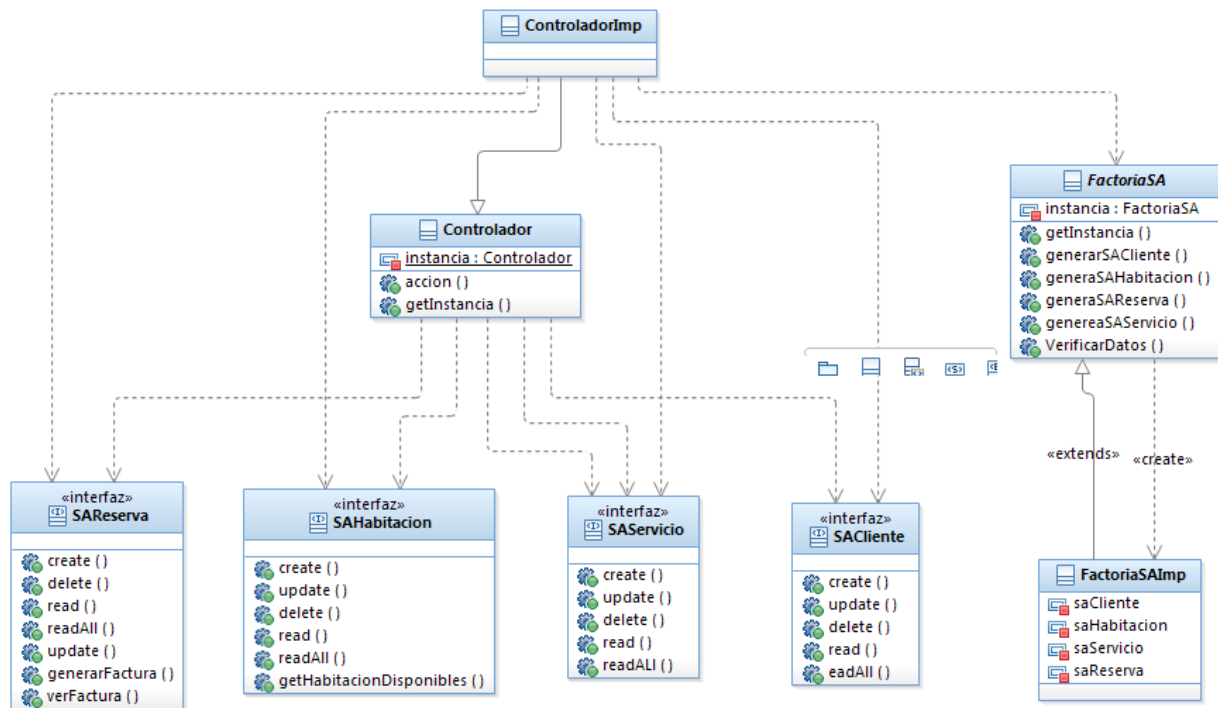 ControladorImp
FactoriaSA
instancia : FactoriaSA
getInstancia ( )
generarSACliente ( )
generaSAHabitacion ( )
generaSAReserva ( )
genereaSAServicio ( )
VerificarDatos ( )
Controlador
instancia : Controlador
accion ( )
getInstancia ( )
<S>
«extends»
«create»
«interfaz»
SAReserva
create ( )
delete ( )
read ( )
readAll ( )
update ( )
generarFactura ( )
verFactura ( )
«interfaz»
SAHabitacion
create ( )
update ( )
delete ( )
read ( )
readAll ( )
getHabitacionDisponibles ( )
«interfaz»
SAServicio
create ( )
update ( )
delete ( )
read ( )
readALl ( )
«interfaz»
SACliente
create ( )
update ( )
delete ( )
read ( )
eadAll ( )
FactoriaSAImp
saCliente
saHabitacion
saServicio
saReserva